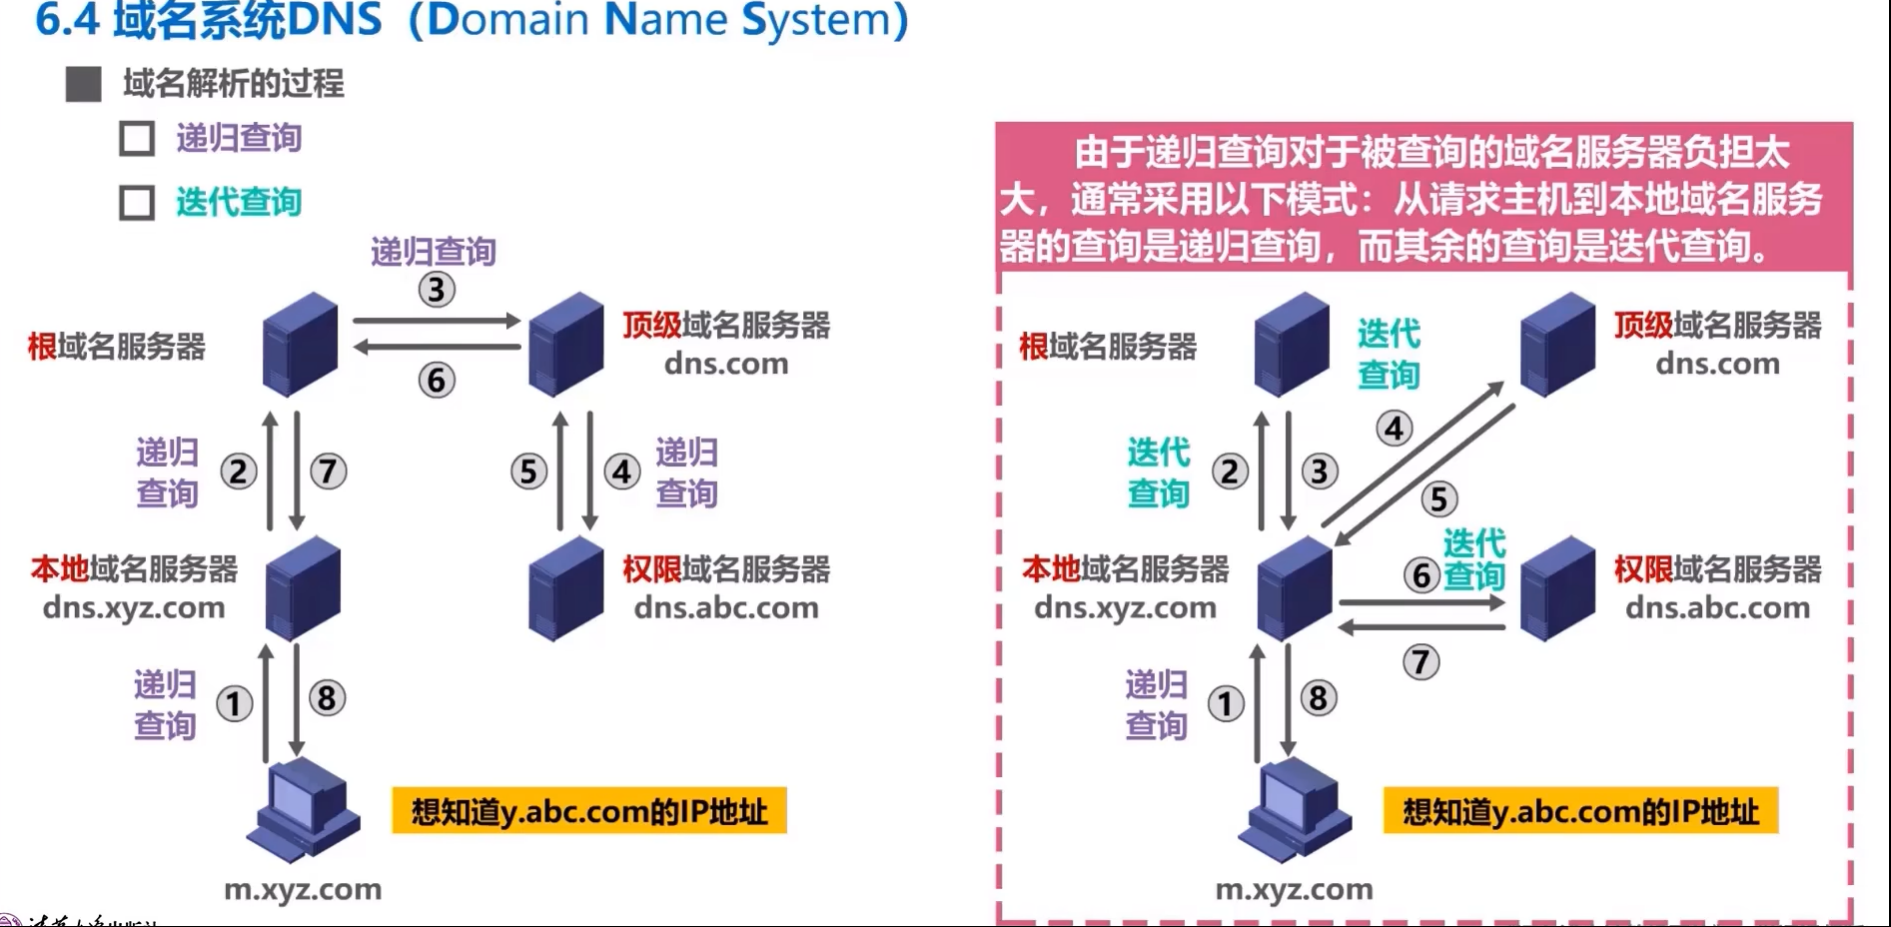 6.4 域名系统DNS（Domain Name System）
域名解析的过程
递归查询
迭代查询
递归查询
③
根域名服务器
顶级域名服务器
dns.com
⑥
递归
查询
②
⑦
⑤
④
递归
查询
本地域名服务器
dns.xyz.com
权限域名服务器
dns.abc.com
递归
查询
①
⑧
想知道y.abc.com的IP地址
m.xyz.com
由于递归查询对于被查询的域名服务器负担太
大，通常采用以下模式：从请求主机到本地域名服务
器的查询是递归查询，而其余的查询是迭代查询。
根域名服务器
迭代
查询
顶级域名服务器
dns.com
④
迭代
查询
②
③
⑤
本地域名服务器
dns.xyz.com
迭代
查询
⑥
权限域名服务器
dns.abc.com
⑦
递归
查询
①
⑧
想知道y.abc.com的IP地址
m.xyz.com